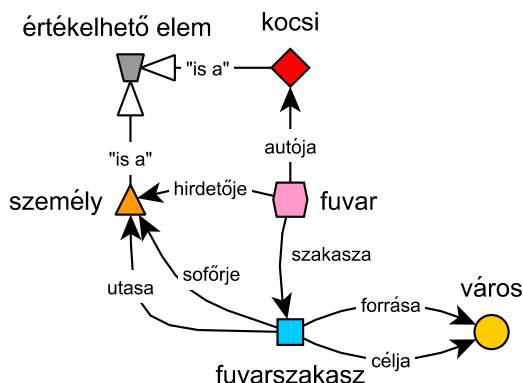 értékelhető elem
kocsi
"is a"
"is a"
autója
személy
hirdetője
fuvar
utasa
sofőrje
szakasza
város
forrása
célja
fuvarszakasz